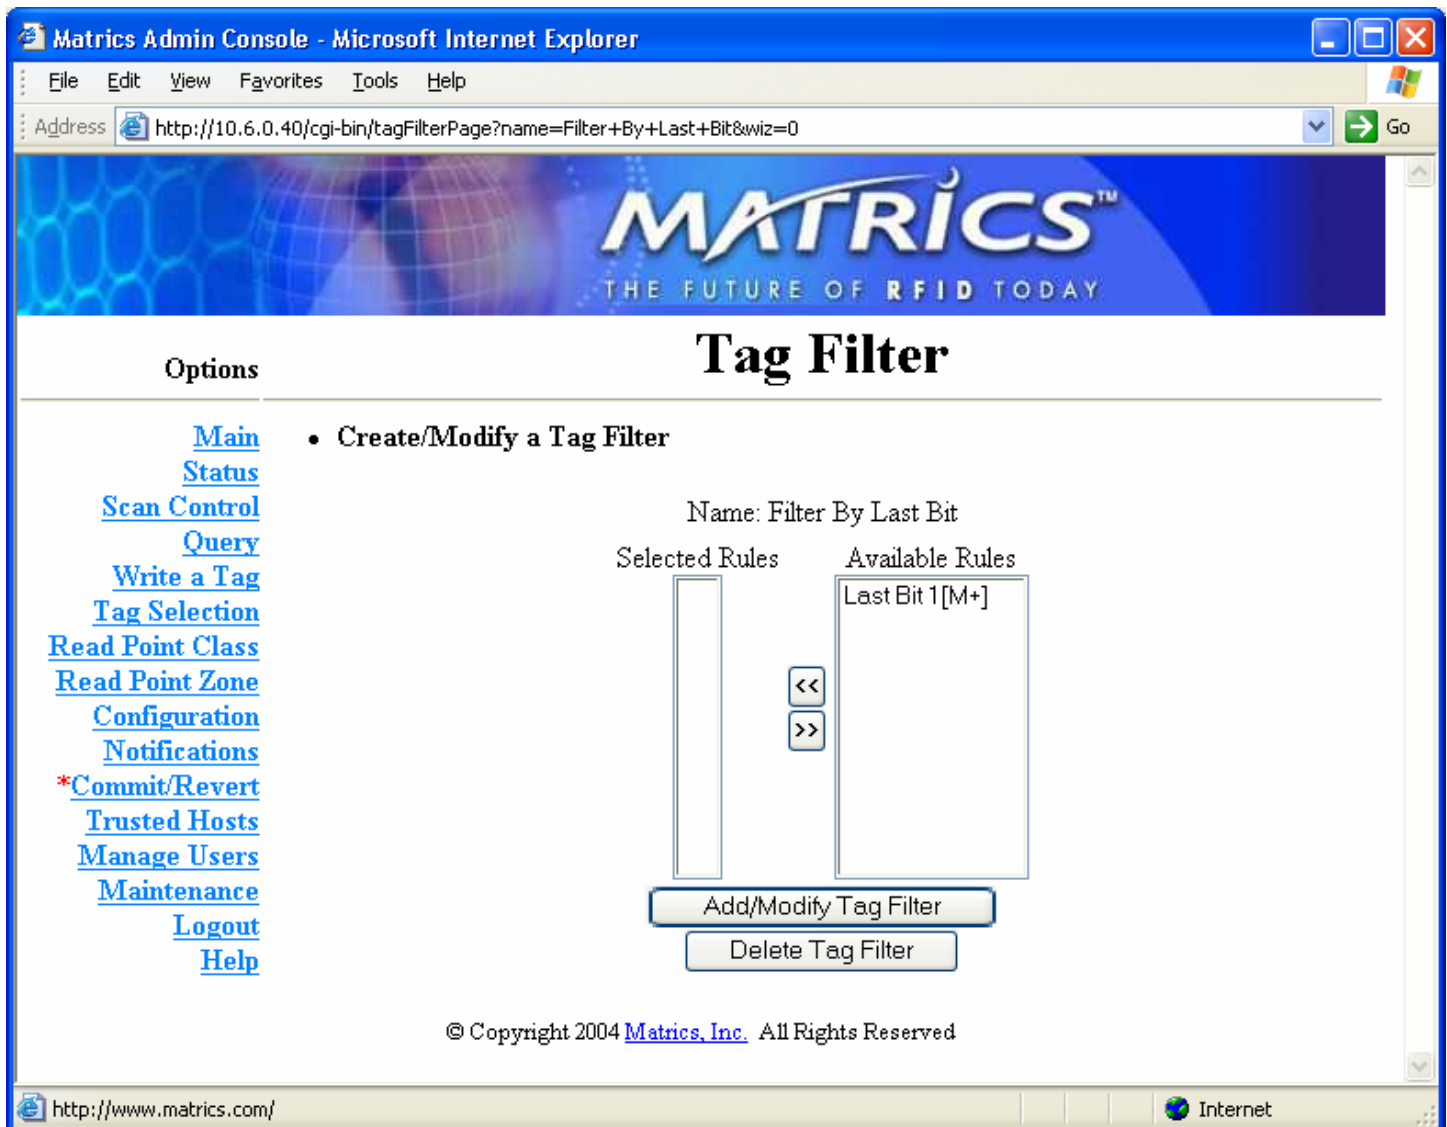 Matrics Admin Console - Microsoft Internet Explorer
File Edit View Favorites Tools Help
Address http://10.6.0.40/cgi-bin/tagFilterPage?name=Filter+By+Last+Bit&wiz=0 Go
MATRICS™
THE FUTURE OF RFID TODAY
Options
Tag Filter
Main
Status
Scan Control
Query
Write a Tag
Tag Selection
Read Point Class
Read Point Zone
Configuration
Notifications
*Commit/Revert
Trusted Hosts
Manage Users
Maintenance
Logout
Help
• Create/Modify a Tag Filter
Name: Filter By Last Bit
Selected Rules Available Rules
Last Bit 1[M+]
<<
>>
Add/Modify Tag Filter
Delete Tag Filter
© Copyright 2004 Matrics, Inc. All Rights Reserved
http://www.matrics.com/ Internet